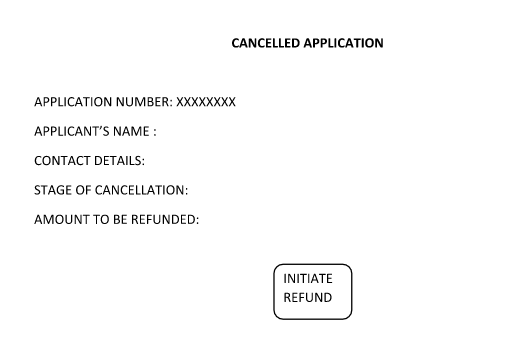 CANCELLED APPLICATION
APPLICATION NUMBER: XXXXXXXX
APPLICANT’S NAME :
CONTACT DETAILS:
STAGE OF CANCELLATION:
AMOUNT TO BE REFUNDED:
INITIATE
REFUND